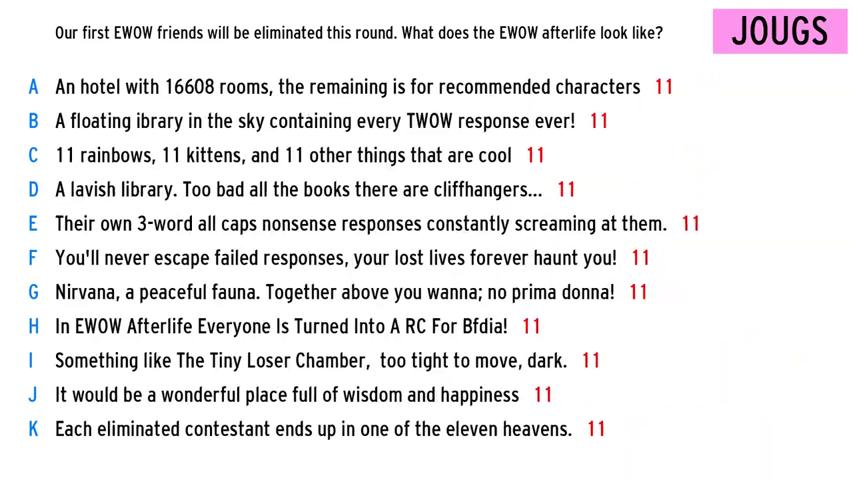 Our first EWOW friends will be eliminated this round. What does the EWOW afterlife look like?
JOUGS
A An hotel with 16608 rooms, the remaining is for recommended characters 11
B A floating ibrary in the sky containing every TWOW response ever! 11
C 11 rainbows, 11 kittens, and 11 other things that are cool 11
D A lavish library. Too bad all the books there are cliffhangers... 11
E Their own 3-word all caps nonsense responses constantly screaming at them. 11
F You'll never escape failed responses, your lost lives forever haunt you! 11
G Nirvana, a peaceful fauna. Together above you wanna; no prima donna! 11
H In EWOW Afterlife Everyone Is Turned Into A RC For Bfdia! 11
I Something like The Tiny Loser Chamber, too tight to move, dark. 11
J It would be a wonderful place full of wisdom and happiness 11
K Each eliminated contestant ends up in one of the eleven heavens. 11